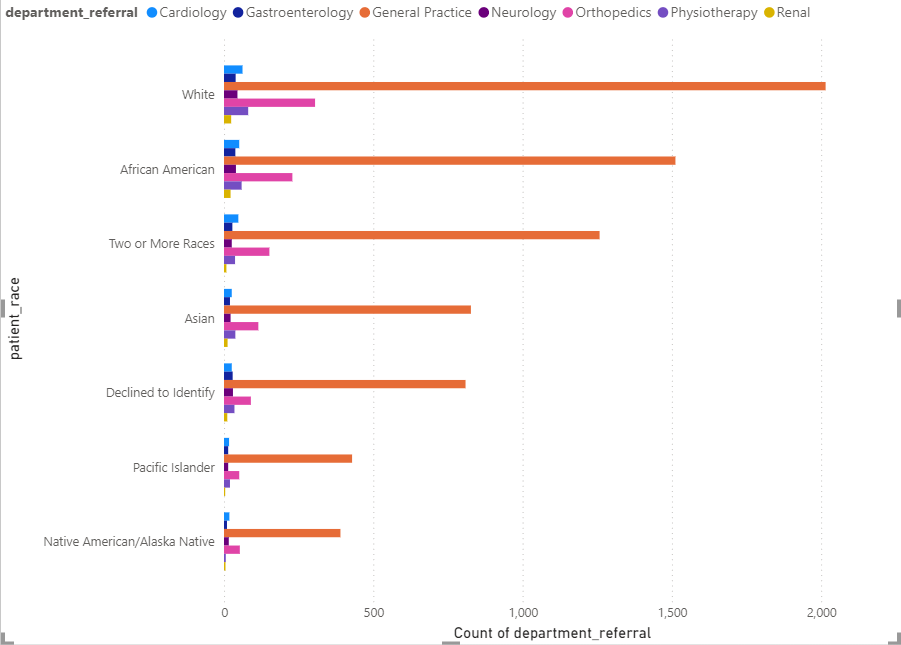 department_referral Cardiology Gastroenterology General Practice Neurology Orthopedics Physiotherapy Renal
White
African American
Two or More Races
Asian
Declined to Identify
Pacific Islander
Native American/Alaska Native
patient_race
0 500 1,000 1,500 2,000
Count of department_referral